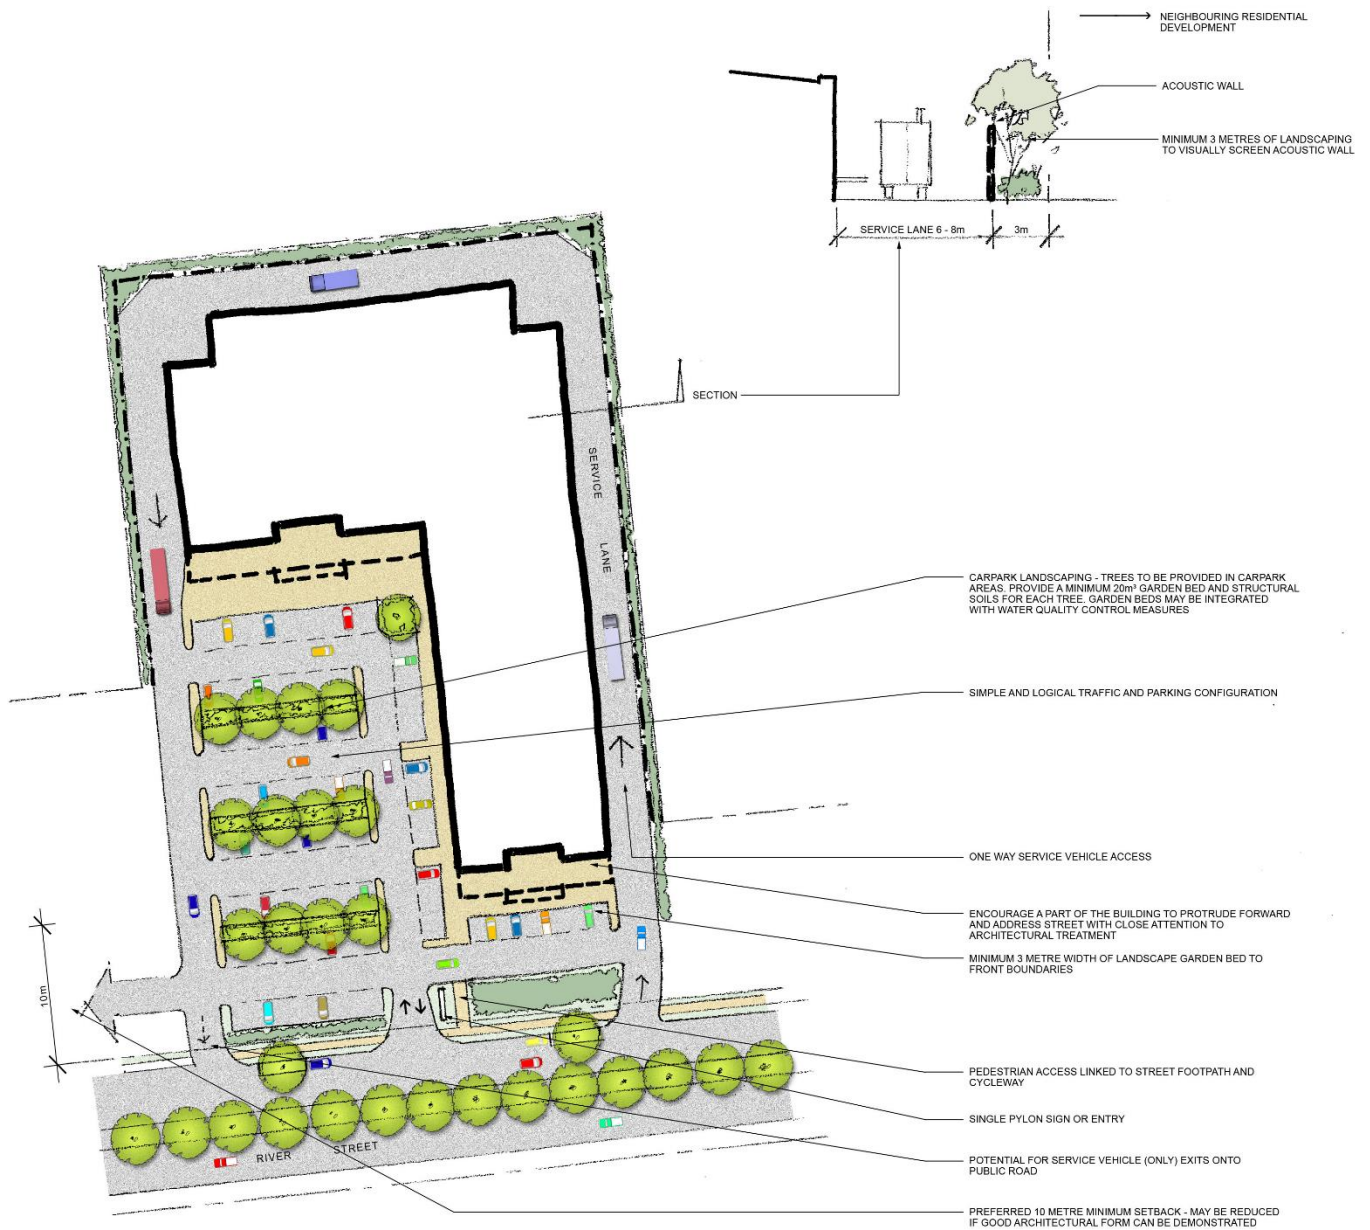 NEIGHBOURING RESIDENTIAL
DEVELOPMENT
ACOUSTIC WALL
MINIMUM 3 METRES OF LANDSCAPING
TO VISUALLY SCREEN ACOUSTIC WALL
SERVICE LANE 6 - 8m
3m
SECTION
SERVICE
LANE
CARPARK LANDSCAPING - TREES TO BE PROVIDED IN CARPARK
AREAS. PROVIDE A MINIMUM 20m³ GARDEN BED AND STRUCTURAL
SOILS FOR EACH TREE. GARDEN BEDS MAY BE INTEGRATED
WITH WATER QUALITY CONTROL MEASURES
SIMPLE AND LOGICAL TRAFFIC AND PARKING CONFIGURATION
ONE WAY SERVICE VEHICLE ACCESS
ENCOURAGE A PART OF THE BUILDING TO PROTRUDE FORWARD
AND ADDRESS STREET WITH CLOSE ATTENTION TO
ARCHITECTURAL TREATMENT
MINIMUM 3 METRE WIDTH OF LANDSCAPE GARDEN BED TO
FRONT BOUNDARIES
10m
PEDESTRIAN ACCESS LINKED TO STREET FOOTPATH AND
CYCLEWAY
SINGLE PYLON SIGN OR ENTRY
RIVER STREET
POTENTIAL FOR SERVICE VEHICLE (ONLY) EXITS ONTO
PUBLIC ROAD
PREFERRED 10 METRE MINIMUM SETBACK - MAY BE REDUCED
IF GOOD ARCHITECTURAL FORM CAN BE DEMONSTRATED